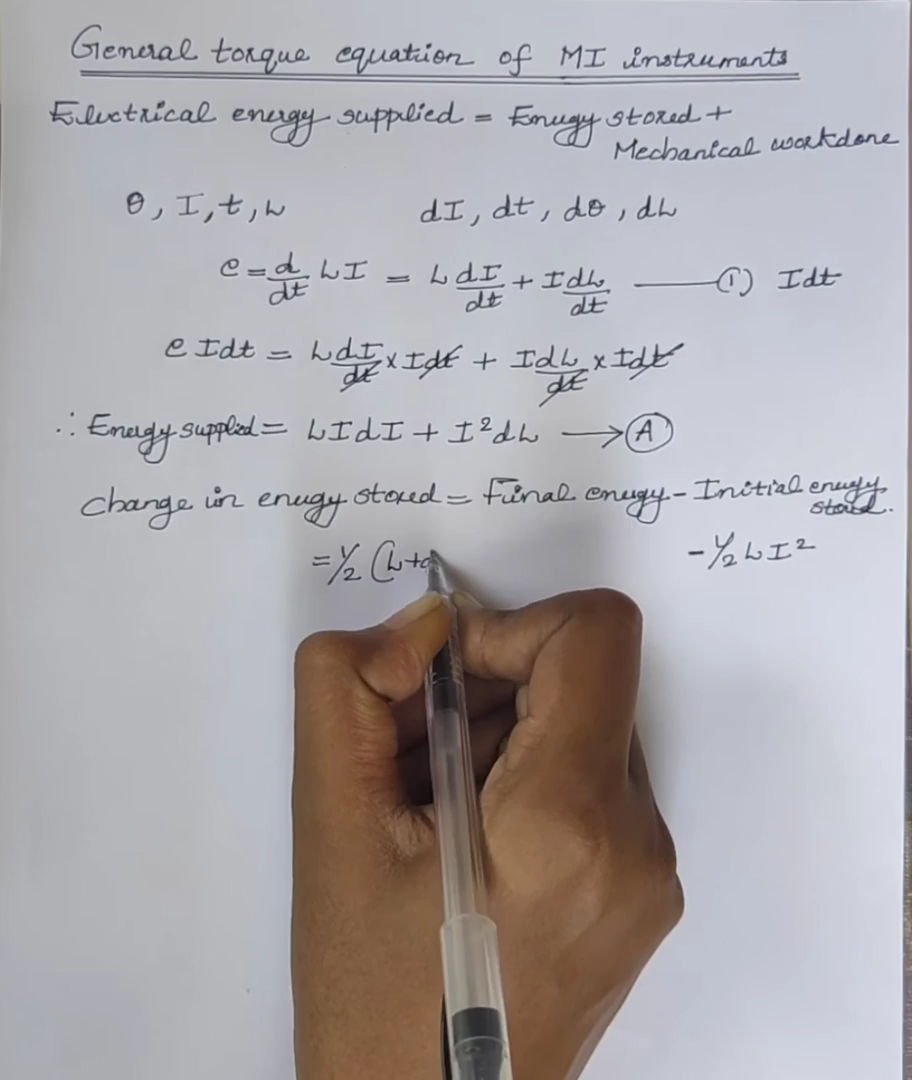 General torque equation of MI instruments
Electrical energy supplied = Energy stored +
Mechanical workdone
θ, I, t, L dI, dt, dθ, dL
e = d/dt LI = L dI/dt + I dL/dt —— ① Idt
e Idt = L dI/dt × Idt + I dL/dt × Idt
∴ Energy supplied = LIdI + I²dL → Ⓐ
Change in energy stored = Final energy - Initial energy
stored.
= 1/2 (L+d - 1/2 LI²